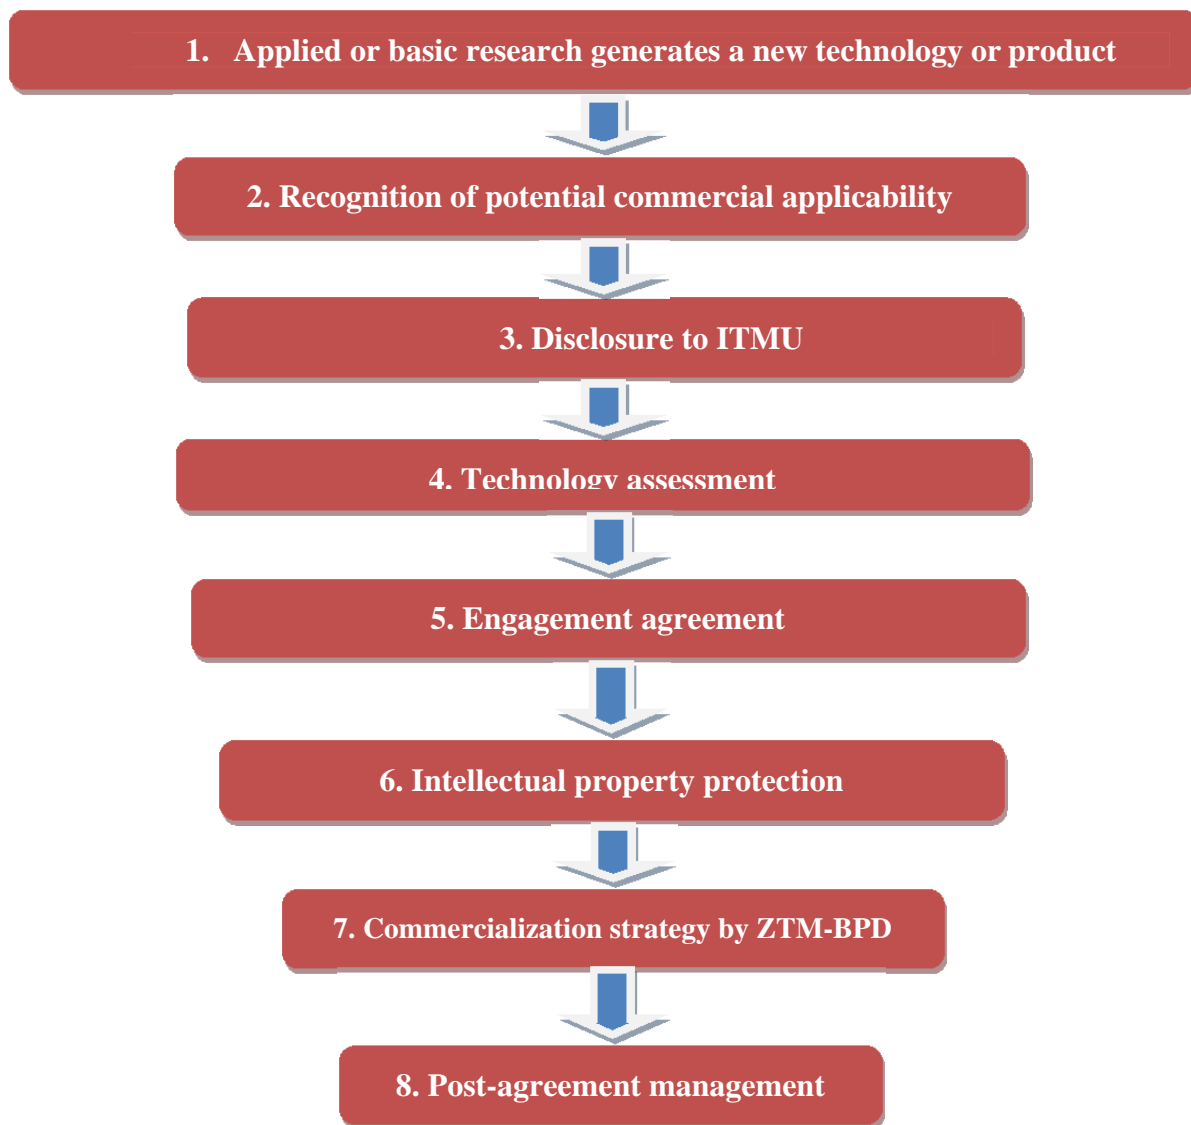 1. Applied or basic research generates a new technology or product
2. Recognition of potential commercial applicability
3. Disclosure to ITMU
4. Technology assessment
5. Engagement agreement
6. Intellectual property protection
7. Commercialization strategy by ZTM-BPD
8. Post-agreement management